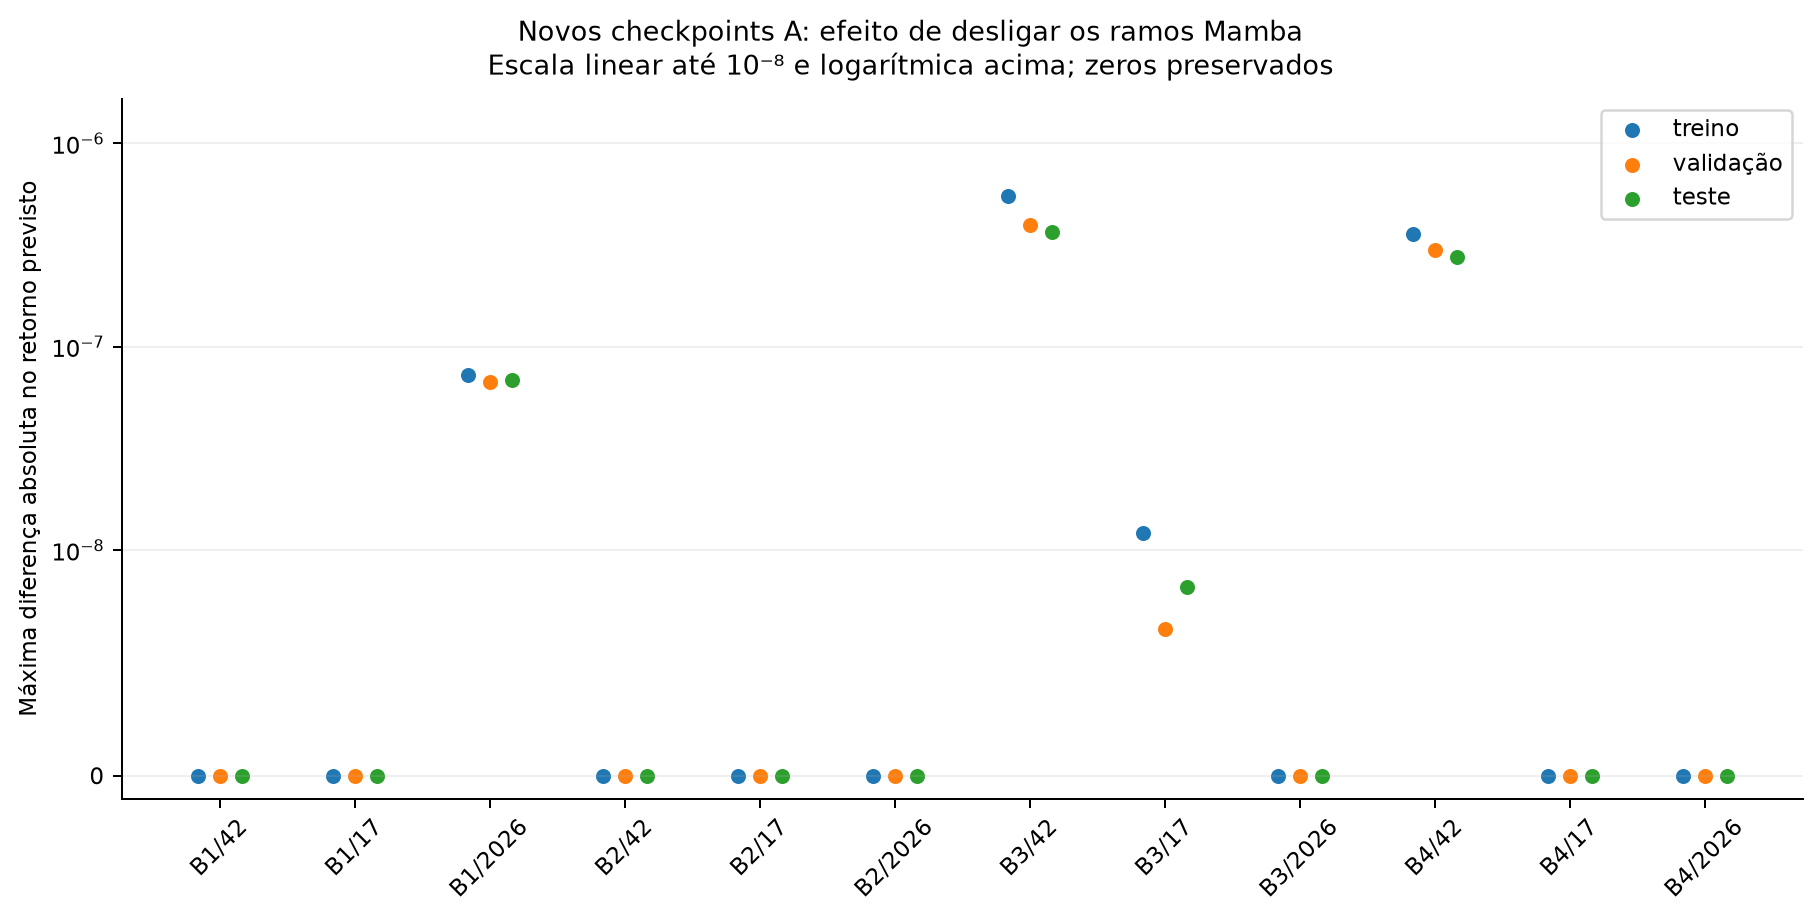 Novos checkpoints A: efeito de desligar os ramos Mamba
Escala linear até 10⁻⁸ e logarítmica acima; zeros preservados
Máxima diferença absoluta no retorno previsto
10⁻⁶
10⁻⁷
10⁻⁸
0
treino
validação
teste
B1/42
B1/17
B1/2026
B2/42
B2/17
B2/2026
B3/42
B3/17
B3/2026
B4/42
B4/17
B4/2026